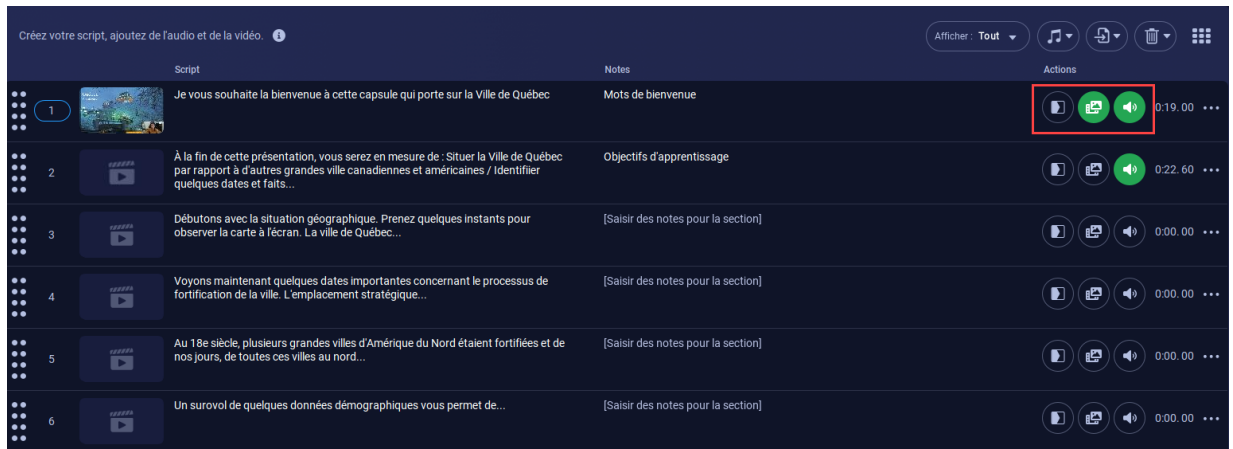 Créez votre script, ajoutez de l'audio et de la vidéo.
Afficher : Tout
Script Notes Actions
1 Je vous souhaite la bienvenue à cette capsule qui porte sur la Ville de Québec Mots de bienvenue 0:19.00
2 À la fin de cette présentation, vous serez en mesure de : Situer la Ville de Québec Objectifs d'apprentissage 0:22.60
par rapport à d'autres grandes ville canadiennes et américaines / Identifiier
quelques dates et faits...
3 Débutons avec la situation géographique. Prenez quelques instants pour [Saisir des notes pour la section] 0:00.00
observer la carte à l'écran. La ville de Québec...
4 Voyons maintenant quelques dates importantes concernant le processus de [Saisir des notes pour la section] 0:00.00
fortification de la ville. L'emplacement stratégique...
5 Au 18e siècle, plusieurs grandes villes d'Amérique du Nord étaient fortifiées et de [Saisir des notes pour la section] 0:00.00
nos jours, de toutes ces villes au nord...
6 Un surovol de quelques données démographiques vous permet de... [Saisir des notes pour la section] 0:00.00